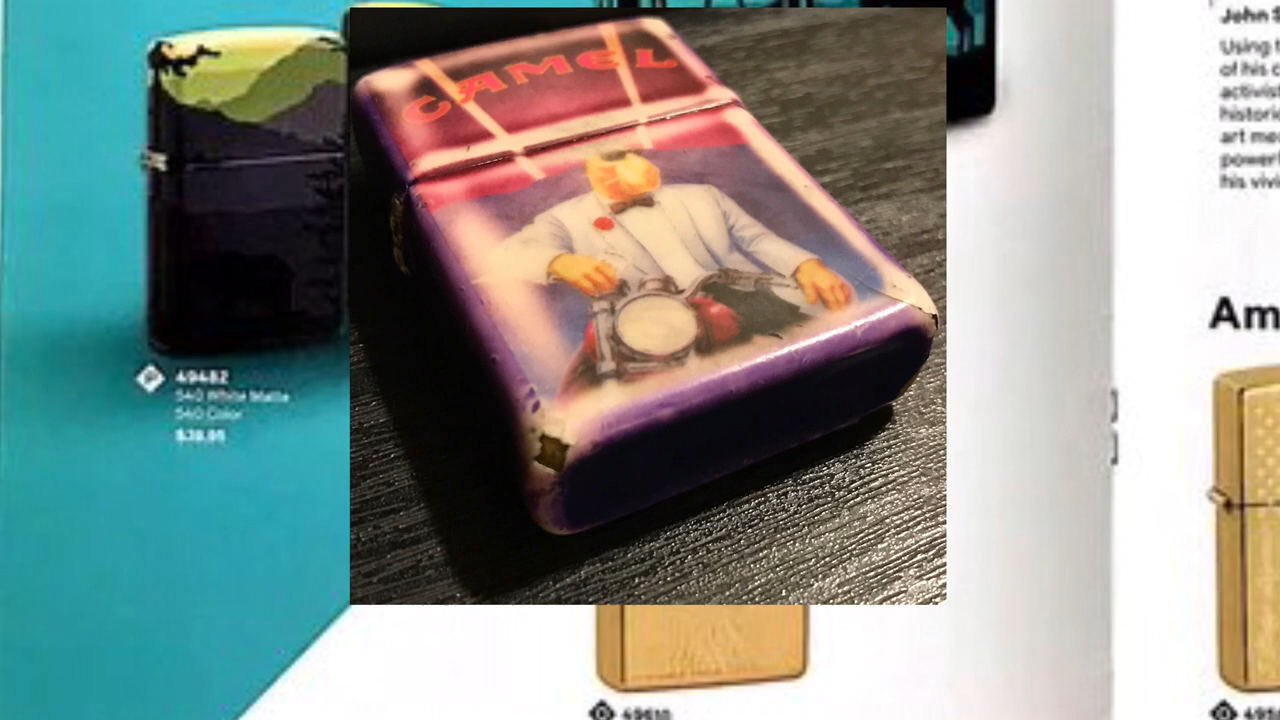 CAMEL
49482
540 White Matte
540 Color
$39.95
John S
Using t
of his c
activist
historic
art me
powerf
his vivi
Am
49610